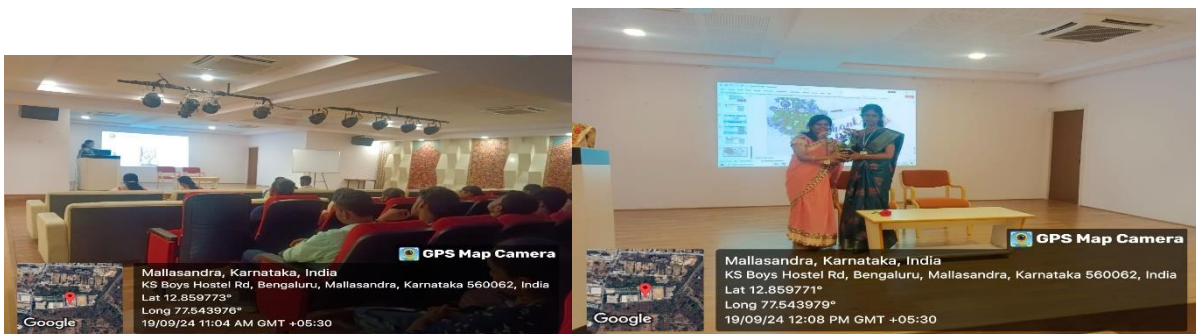 GPS Map Camera
Mallasandra, Karnataka, India
KS Boys Hostel Rd, Bengaluru, Mallasandra, Karnataka 560062, India
Lat 12.859773°
Long 77.543976°
19/09/24 11:04 AM GMT +05:30
Google
GPS Map Camera
Mallasandra, Karnataka, India
KS Boys Hostel Rd, Bengaluru, Mallasandra, Karnataka 560062, India
Lat 12.859771°
Long 77.543979°
19/09/24 12:08 PM GMT +05:30
Google